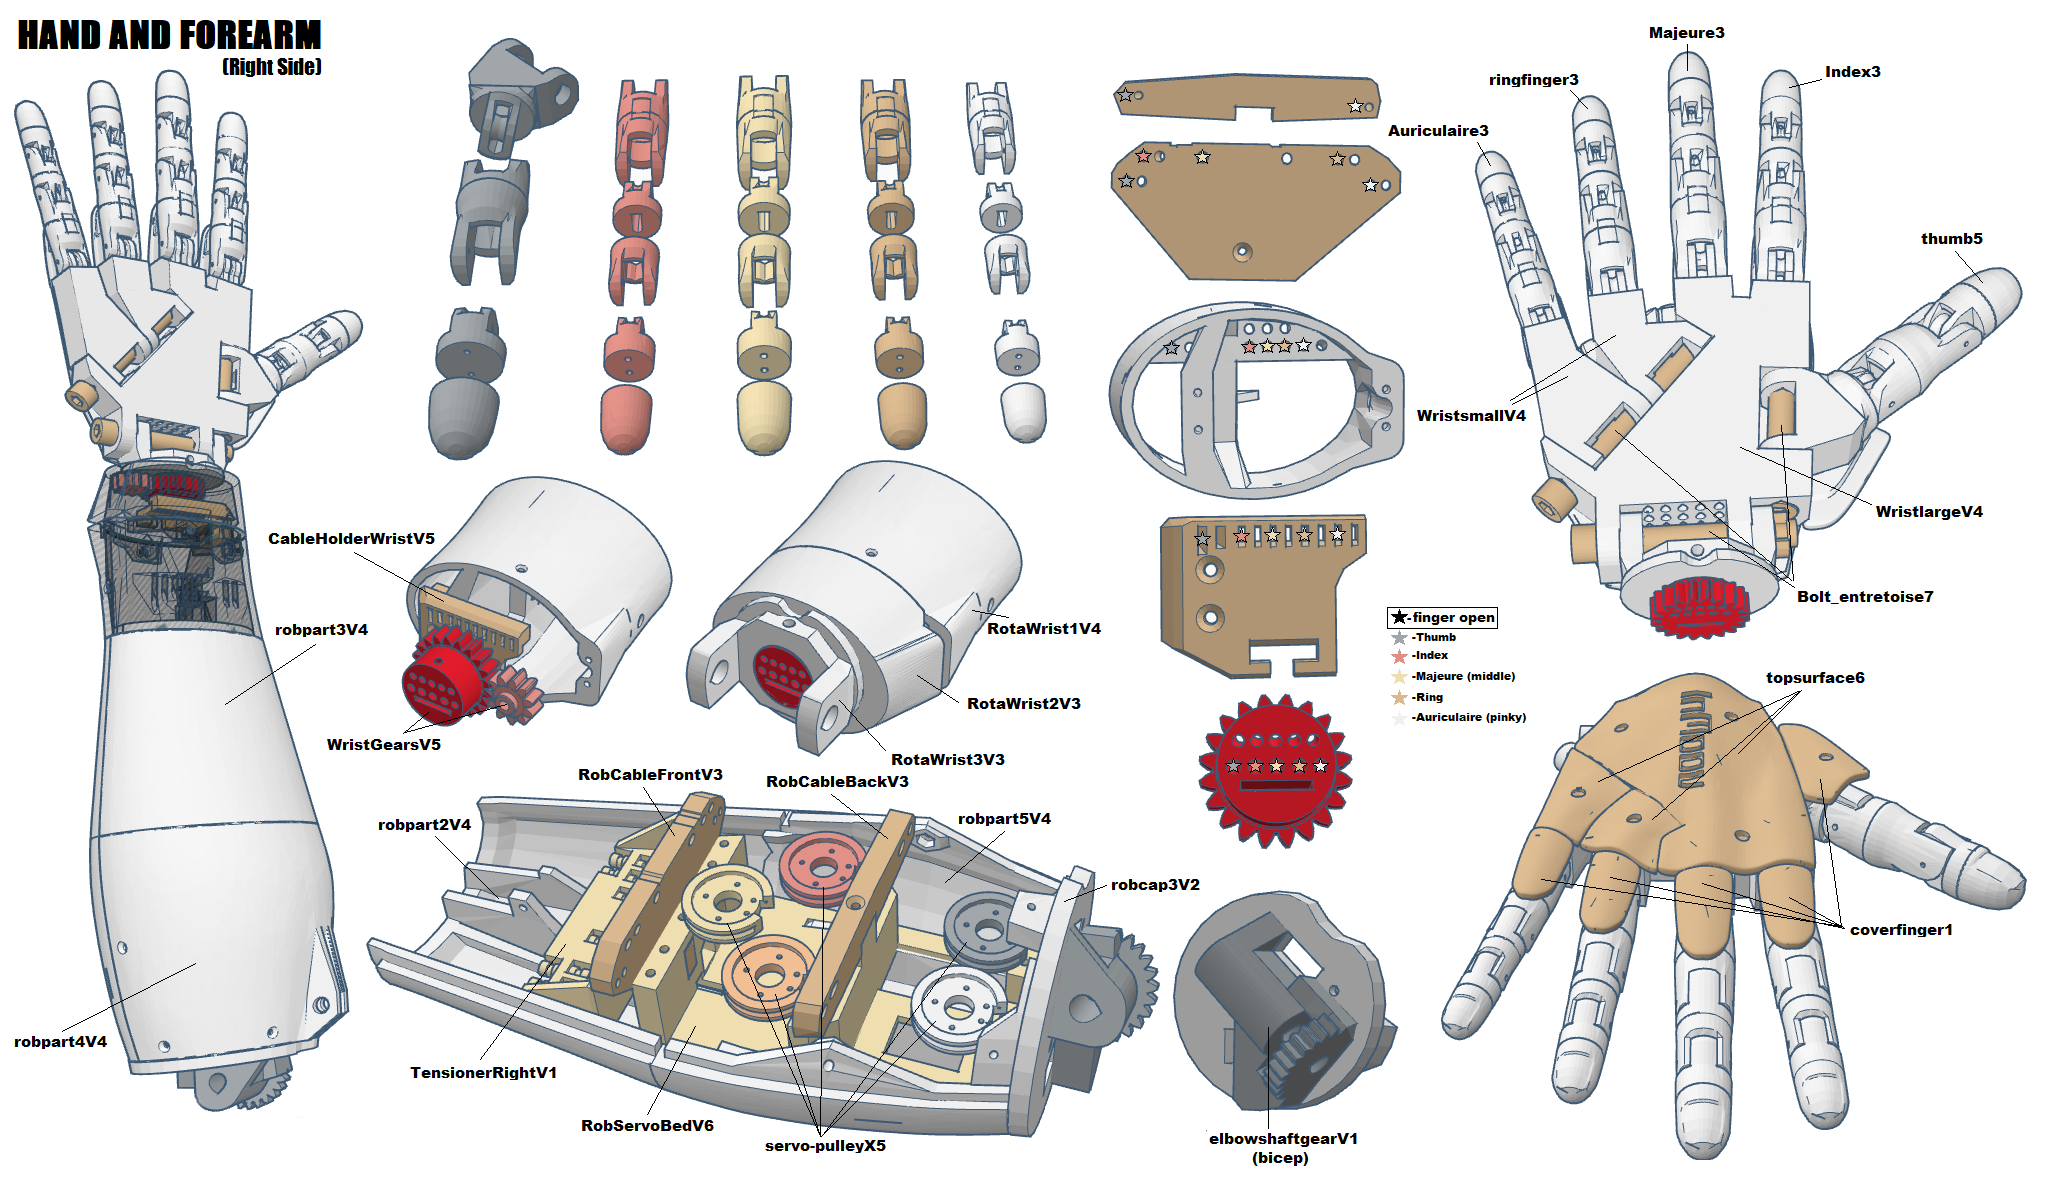 HAND AND FOREARM
(Right Side)
Majeure3
ringfinger3
Index3
Auriculaire3
thumb5
WristsmallV4
WristlargeV4
Bolt_entretoise7
CableHolderWristV5
robpart3V4
WristGearsV5
RotaWrist1V4
RotaWrist2V3
RotaWrist3V3
-finger open
-Thumb
-Index
-Majeure (middle)
-Ring
-Auriculaire (pinky)
topsurface6
InMoov
coverfinger1
RobCableFrontV3
RobCableBackV3
robpart2V4
robpart5V4
robcap3V2
robpart4V4
TensionerRightV1
RobServoBedV6
servo-pulleyX5
elbowshaftgearV1
(bicep)